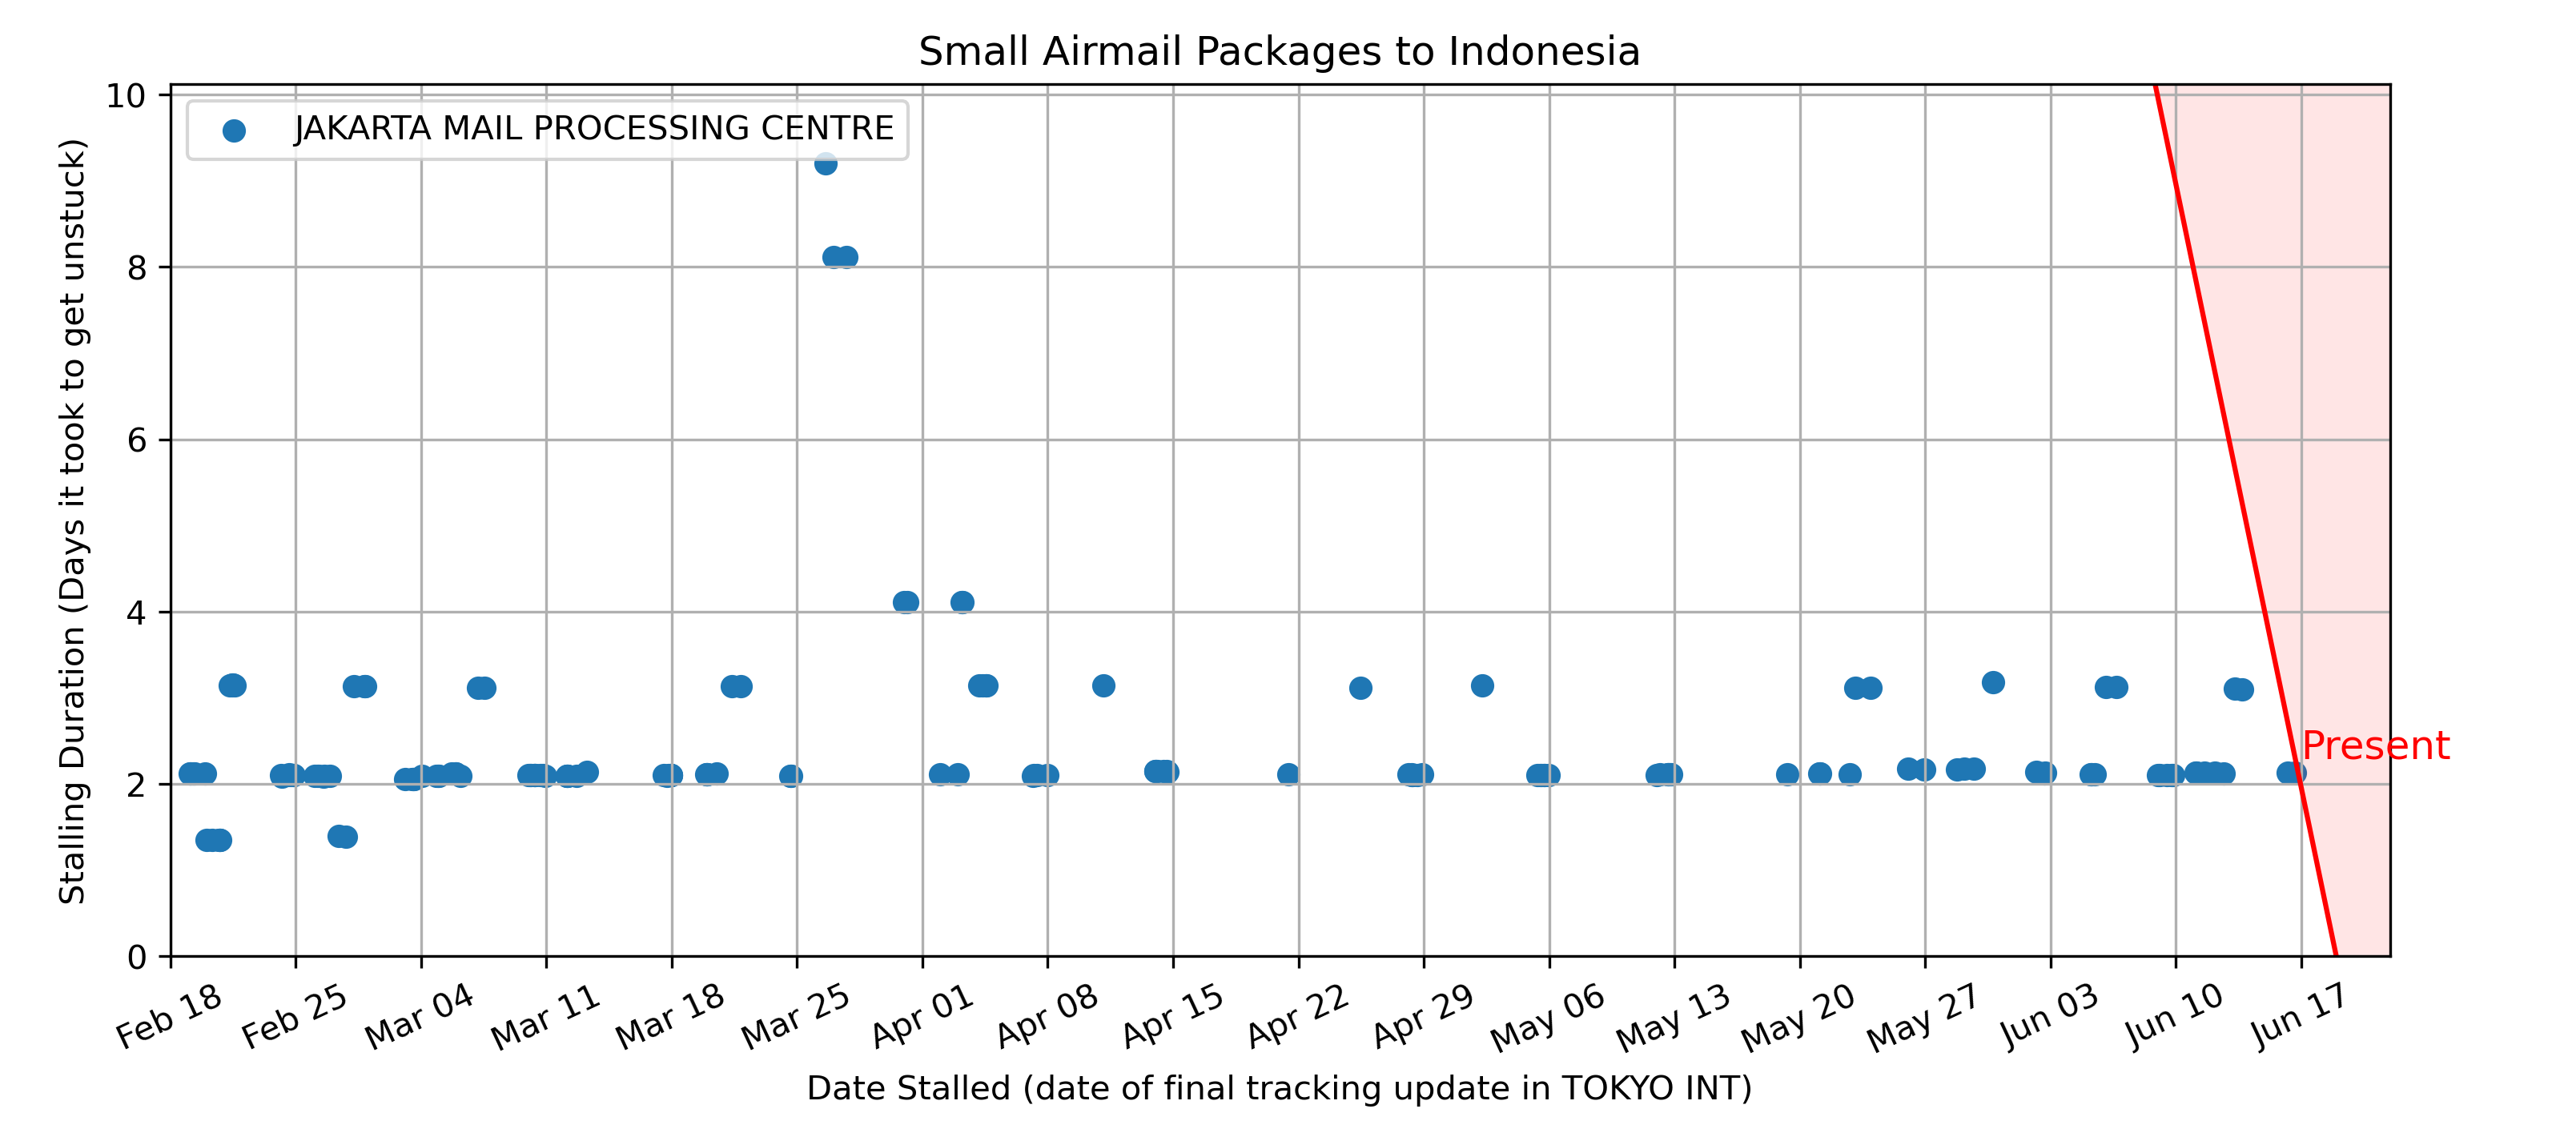 Small Airmail Packages to Indonesia
JAKARTA MAIL PROCESSING CENTRE
Stalling Duration (Days it took to get unstuck)
10
8
6
4
2
0
Present
Feb 18
Feb 25
Mar 04
Mar 11
Mar 18
Mar 25
Apr 01
Apr 08
Apr 15
Apr 22
Apr 29
May 06
May 13
May 20
May 27
Jun 03
Jun 10
Jun 17
Date Stalled (date of final tracking update in TOKYO INT)